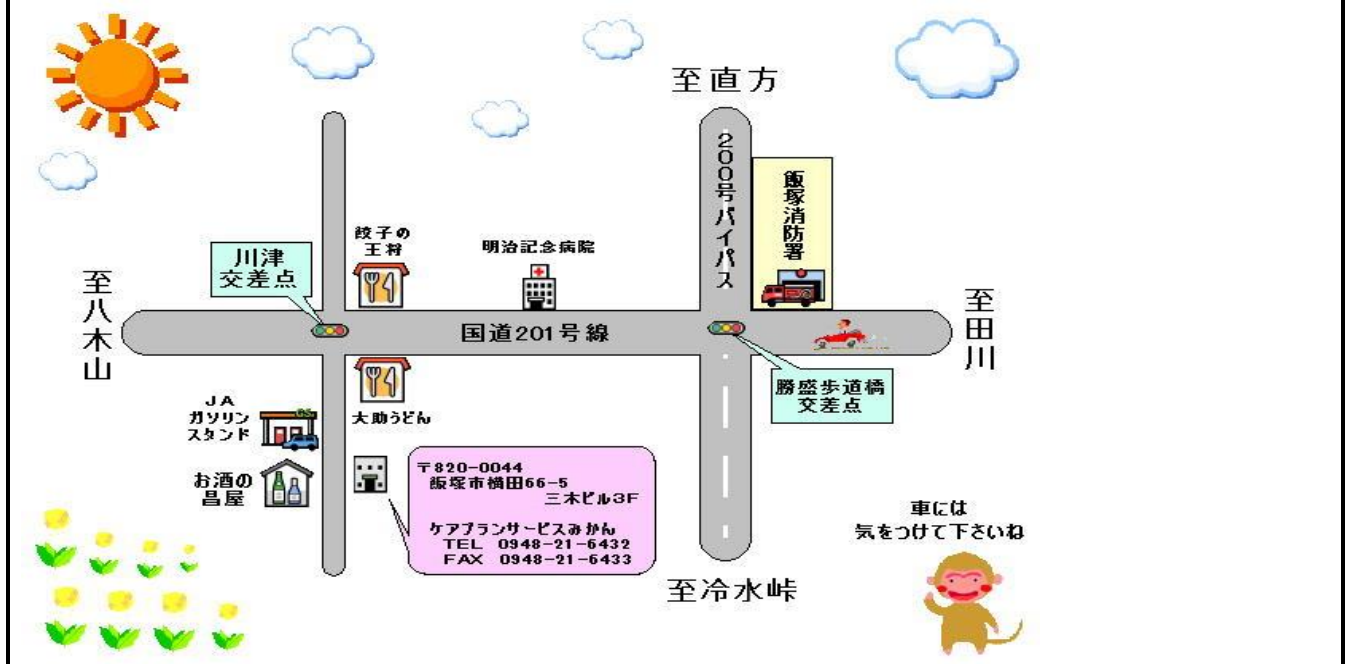 至直方
200号バイパス
飯塚消防署
餃子の
王将
明治記念病院
川津
交差点
至八木山
国道201号線
至田川
勝盛歩道橋
交差点
大助うどん
JA
ガソリン
スタンド
GS
お酒の
昌屋
〒820-0044
飯塚市横田66-5
三木ビル3F
ケアプランサービスみかん
TEL 0948-21-6432
FAX 0948-21-6433
至冷水峠
車には
気をつけて下さいね